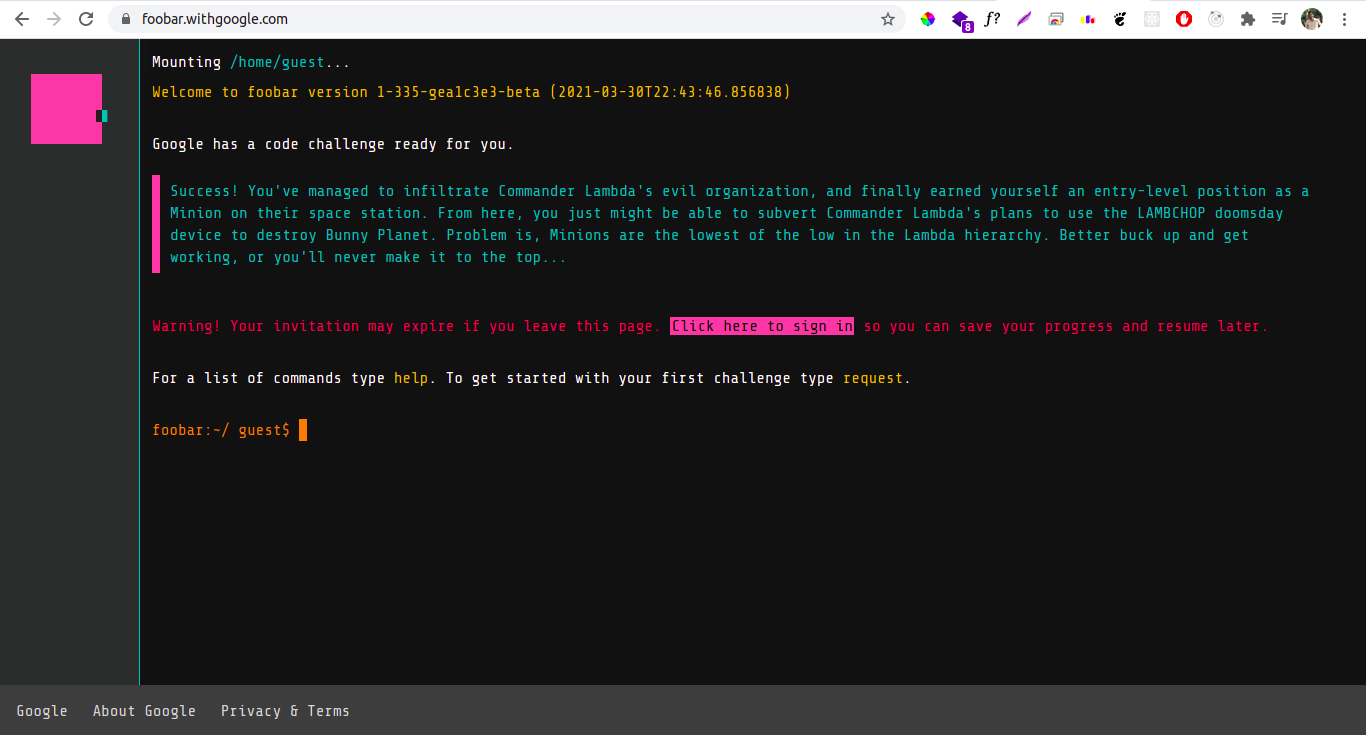 foobar.withgoogle.com
8
f?
Mounting /home/guest...
Welcome to foobar version 1-335-gea1c3e3-beta (2021-03-30T22:43:46.856838)
Google has a code challenge ready for you.
Success! You've managed to infiltrate Commander Lambda's evil organization, and finally earned yourself an entry-level position as a
Minion on their space station. From here, you just might be able to subvert Commander Lambda's plans to use the LAMBCHOP doomsday
device to destroy Bunny Planet. Problem is, Minions are the lowest of the low in the Lambda hierarchy. Better buck up and get
working, or you'll never make it to the top...
Warning! Your invitation may expire if you leave this page. Click here to sign in so you can save your progress and resume later.
For a list of commands type help. To get started with your first challenge type request.
foobar:~/ guest$
Google About Google Privacy & Terms